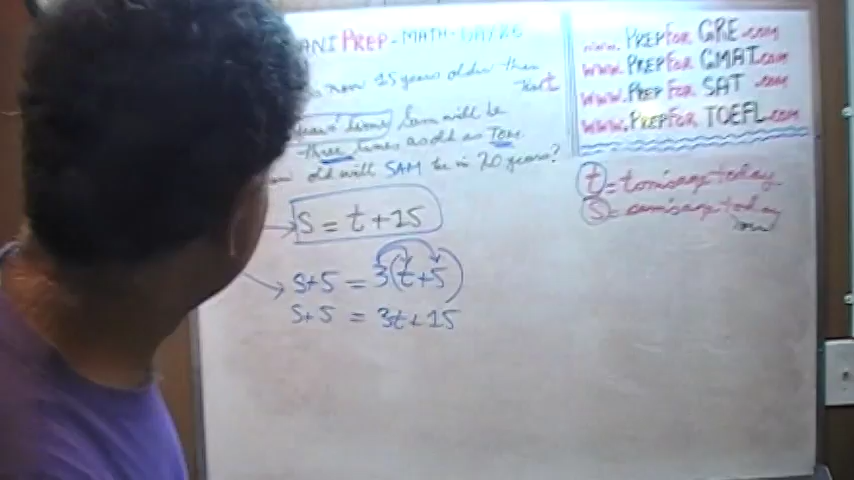 PREP-MATH-
now 15 years older than
Sam will be
three times as old as Tom
old will SAM be in 20 years?
S = t + 15
S+5 = 3(t+5)
S+5 = 3t+15
www. PREPFOR GRE.com
www. PREPFOR GMAT.com
www. PREPFOR SAT .com
www. PREPFOR TOEFL.com
t = tom's age today
S = sam's age today